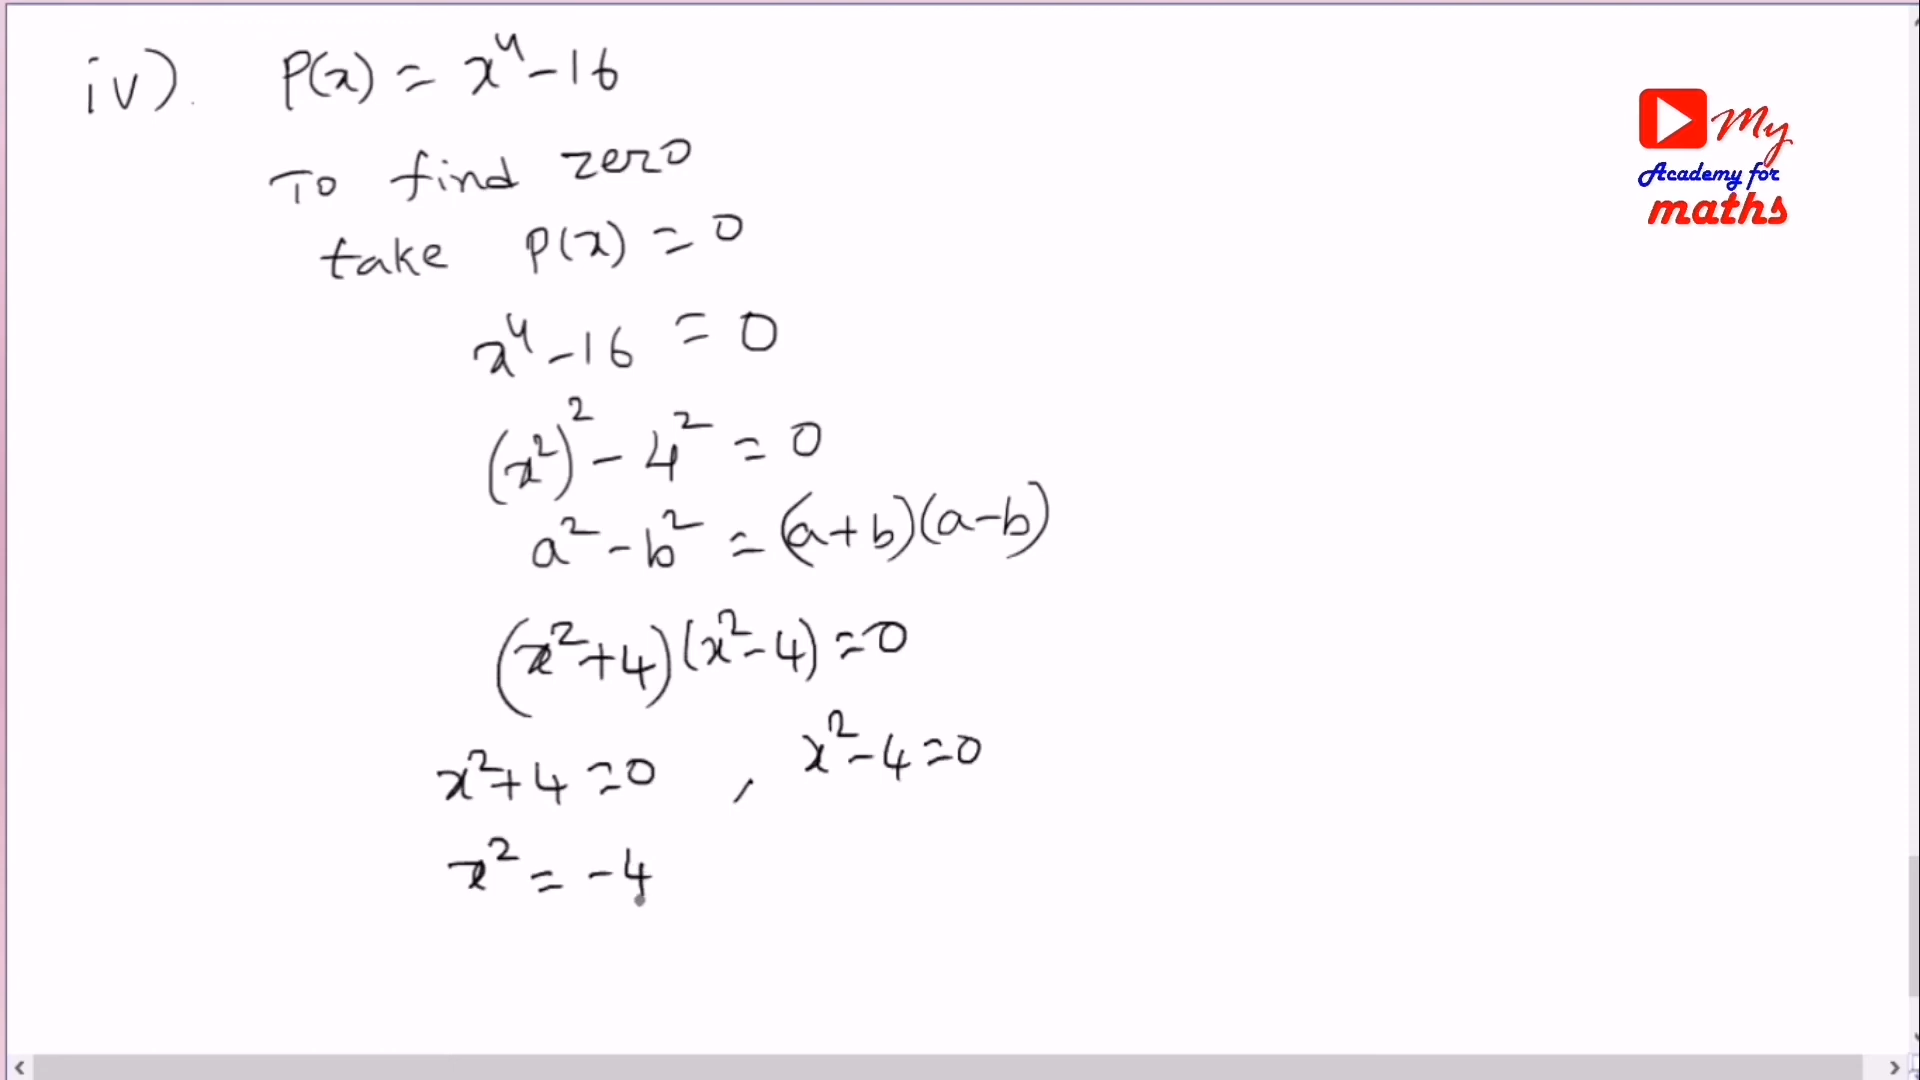 iv). P(x) = x⁴ - 16
To find zero
take P(x) = 0
x⁴ - 16 = 0
(x²)² - 4² = 0
a² - b² = (a+b)(a-b)
(x²+4)(x²-4) = 0
x²+4 = 0 , x²-4 = 0
x² = -4
My
Academy for
maths